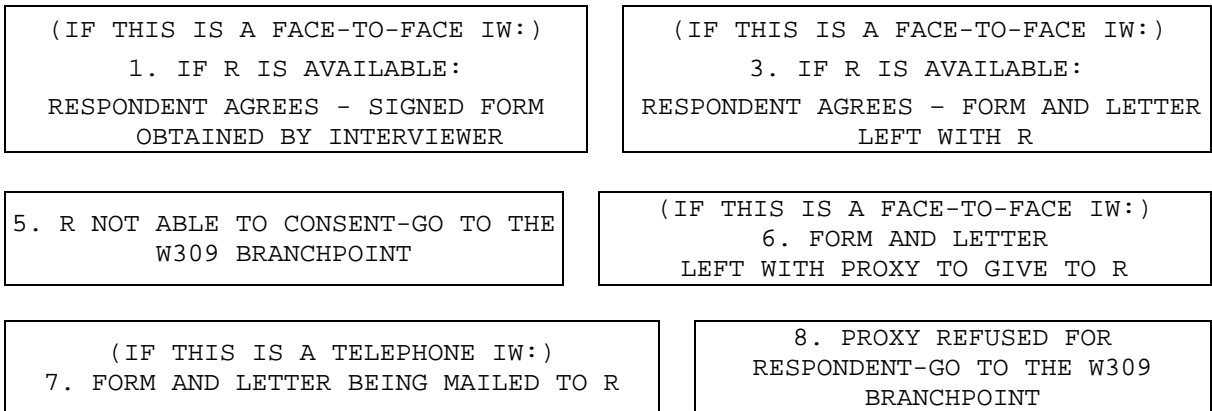 (IF THIS IS A FACE-TO-FACE IW:)
1. IF R IS AVAILABLE:
RESPONDENT AGREES - SIGNED FORM
OBTAINED BY INTERVIEWER
(IF THIS IS A FACE-TO-FACE IW:)
3. IF R IS AVAILABLE:
RESPONDENT AGREES – FORM AND LETTER
LEFT WITH R
5. R NOT ABLE TO CONSENT-GO TO THE
W309 BRANCHPOINT
(IF THIS IS A FACE-TO-FACE IW:)
6. FORM AND LETTER
LEFT WITH PROXY TO GIVE TO R
(IF THIS IS A TELEPHONE IW:)
7. FORM AND LETTER BEING MAILED TO R
8. PROXY REFUSED FOR
RESPONDENT-GO TO THE W309
BRANCHPOINT